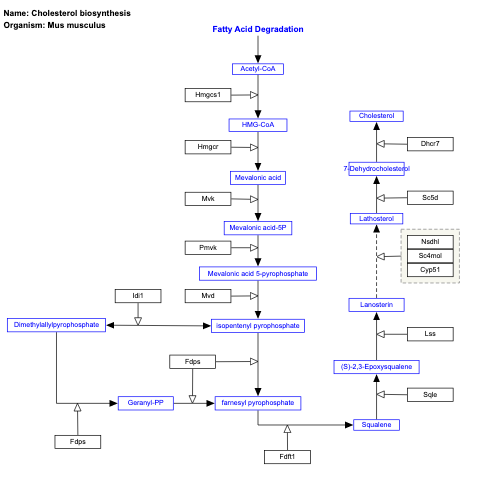 Name: Cholesterol biosynthesis
Organism: Mus musculus
Fatty Acid Degradation
Acetyl-CoA
Hmgcs1
HMG-CoA
Hmgcr
Mevalonic acid
Mvk
Mevalonic acid-5P
Pmvk
Mevalonic acid 5-pyrophosphate
Mvd
Idi1
Dimethylallylpyrophosphate
isopentenyl pyrophosphate
Fdps
Geranyl-PP
farnesyl pyrophosphate
Fdps
Fdft1
Squalene
Sqle
(S)-2,3-Epoxysqualene
Lss
Lanosterin
Nsdhl
Sc4mol
Cyp51
Lathosterol
Sc5d
7-Dehydrocholesterol
Dhcr7
Cholesterol